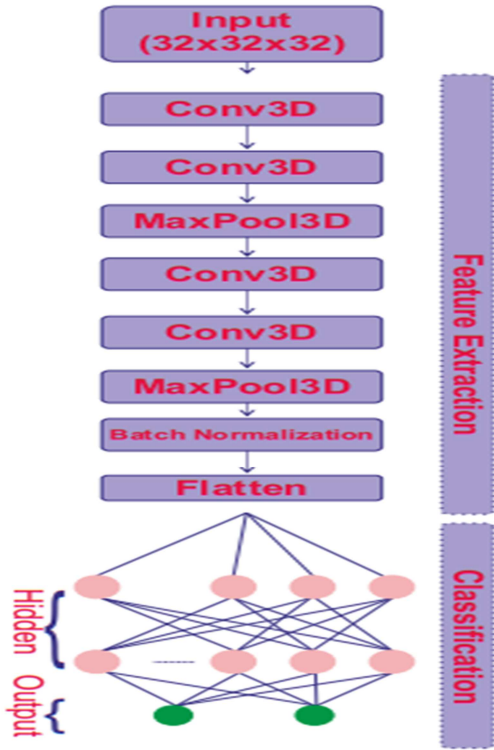 Input
(32x32x32)
Conv3D
Conv3D
MaxPool3D
Conv3D
Conv3D
MaxPool3D
Batch Normalization
Flatten
Feature Extraction
Classification
Hidden
Output